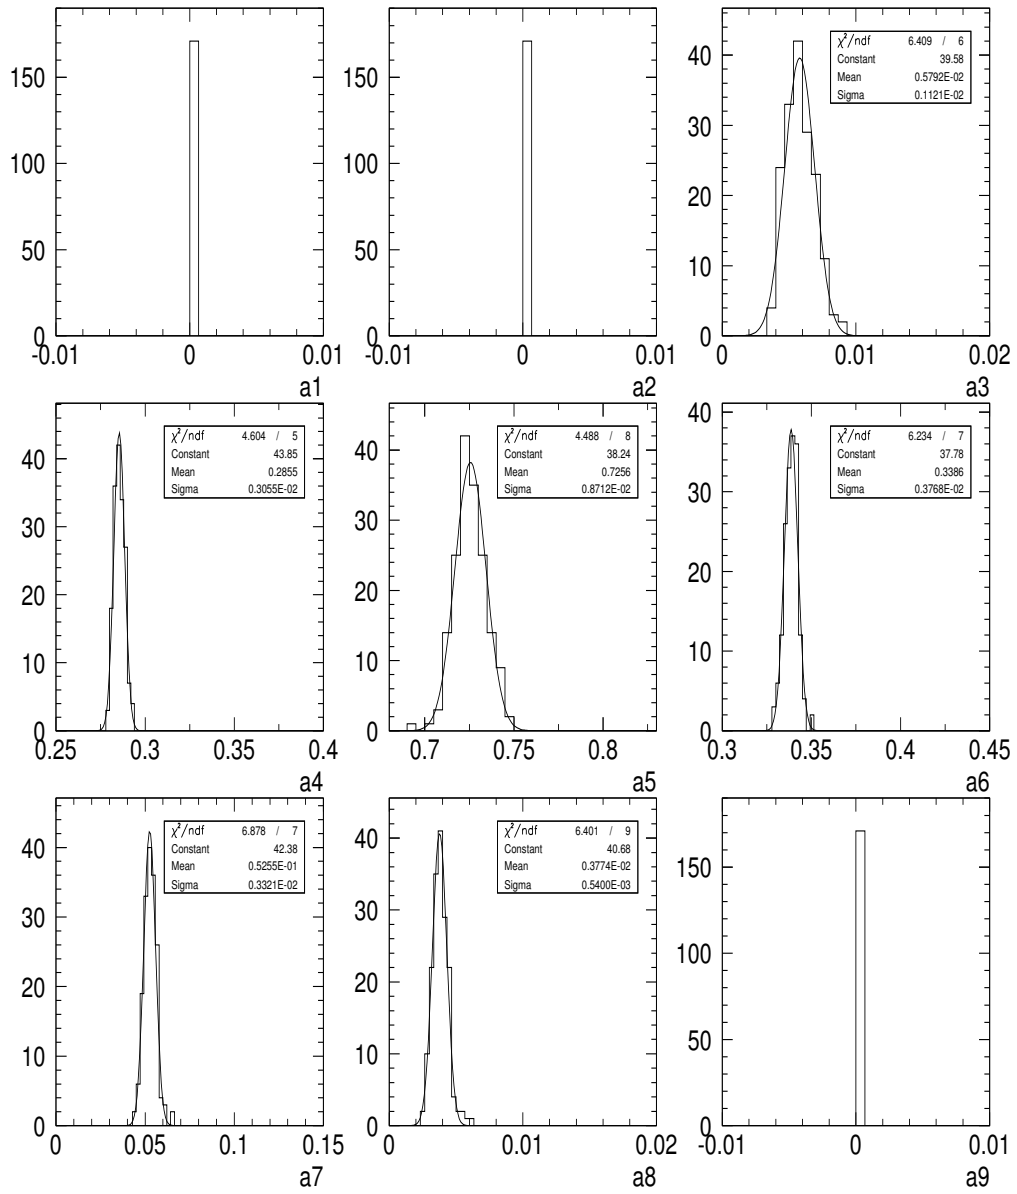 150
100
50
0
-0.01 0 0.01
a1
150
100
50
0
-0.01 0 0.01
a2
χ²/ndf 6.409 / 6
Constant 39.58
Mean 0.5792E-02
Sigma 0.1121E-02
40
30
20
10
0
0 0.01 0.02
a3
χ²/ndf 4.604 / 5
Constant 43.85
Mean 0.2855
Sigma 0.3055E-02
40
30
20
10
0
0.25 0.3 0.35 0.4
a4
χ²/ndf 4.488 / 8
Constant 38.24
Mean 0.7256
Sigma 0.8712E-02
40
30
20
10
0
0.7 0.75 0.8
a5
χ²/ndf 6.234 / 7
Constant 37.78
Mean 0.3386
Sigma 0.3768E-02
40
30
20
10
0
0.3 0.35 0.4 0.45
a6
χ²/ndf 6.878 / 7
Constant 42.38
Mean 0.5255E-01
Sigma 0.3321E-02
40
30
20
10
0
0 0.05 0.1 0.15
a7
χ²/ndf 6.401 / 9
Constant 40.68
Mean 0.3774E-02
Sigma 0.5400E-03
40
30
20
10
0
0 0.01 0.02
a8
150
100
50
0
-0.01 0 0.01
a9